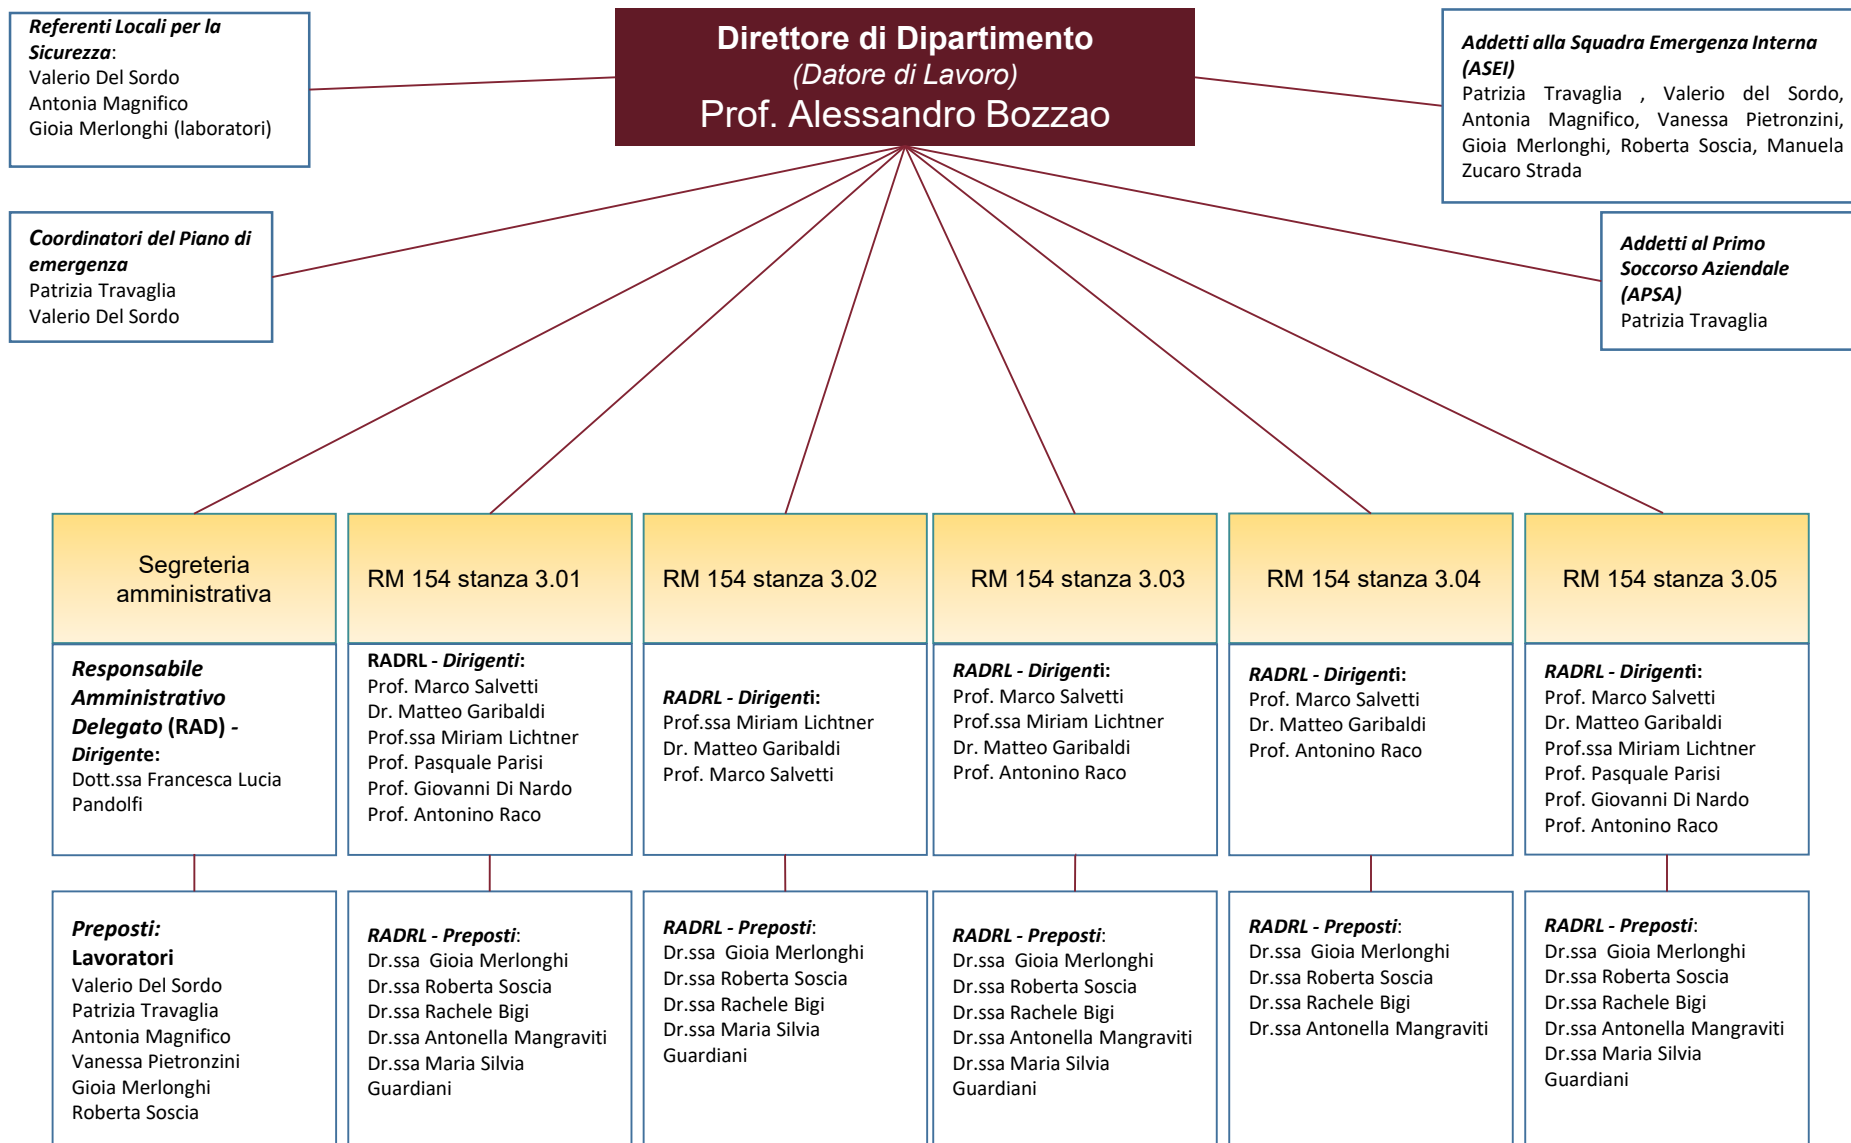 Referenti Locali per la
Sicurezza:
Valerio Del Sordo
Antonia Magnifico
Gioia Merlonghi (laboratori)
Direttore di Dipartimento
(Datore di Lavoro)
Prof. Alessandro Bozzao
Addetti alla Squadra Emergenza Interna
(ASEI)
Patrizia Travaglia , Valerio del Sordo,
Antonia Magnifico, Vanessa Pietronzini,
Gioia Merlonghi, Roberta Soscia, Manuela
Zucaro Strada
Coordinatori del Piano di
emergenza
Patrizia Travaglia
Valerio Del Sordo
Addetti al Primo
Soccorso Aziendale
(APSA)
Patrizia Travaglia
Segreteria
amministrativa
Responsabile
Amministrativo
Delegato (RAD) -
Dirigente:
Dott.ssa Francesca Lucia
Pandolfi
Preposti:
Lavoratori
Valerio Del Sordo
Patrizia Travaglia
Antonia Magnifico
Vanessa Pietronzini
Gioia Merlonghi
Roberta Soscia
RM 154 stanza 3.01
RADRL - Dirigenti:
Prof. Marco Salvetti
Dr. Matteo Garibaldi
Prof.ssa Miriam Lichtner
Prof. Pasquale Parisi
Prof. Giovanni Di Nardo
Prof. Antonino Raco
RADRL - Preposti:
Dr.ssa Gioia Merlonghi
Dr.ssa Roberta Soscia
Dr.ssa Rachele Bigi
Dr.ssa Antonella Mangraviti
Dr.ssa Maria Silvia
Guardiani
RM 154 stanza 3.02
RADRL - Dirigenti:
Prof.ssa Miriam Lichtner
Dr. Matteo Garibaldi
Prof. Marco Salvetti
RADRL - Preposti:
Dr.ssa Gioia Merlonghi
Dr.ssa Roberta Soscia
Dr.ssa Rachele Bigi
Dr.ssa Maria Silvia
Guardiani
RM 154 stanza 3.03
RADRL - Dirigenti:
Prof. Marco Salvetti
Prof.ssa Miriam Lichtner
Dr. Matteo Garibaldi
Prof. Antonino Raco
RADRL - Preposti:
Dr.ssa Gioia Merlonghi
Dr.ssa Roberta Soscia
Dr.ssa Rachele Bigi
Dr.ssa Antonella Mangraviti
Dr.ssa Maria Silvia
Guardiani
RM 154 stanza 3.04
RADRL - Dirigenti:
Prof. Marco Salvetti
Dr. Matteo Garibaldi
Prof. Antonino Raco
RADRL - Preposti:
Dr.ssa Gioia Merlonghi
Dr.ssa Roberta Soscia
Dr.ssa Rachele Bigi
Dr.ssa Antonella Mangraviti
RM 154 stanza 3.05
RADRL - Dirigenti:
Prof. Marco Salvetti
Dr. Matteo Garibaldi
Prof.ssa Miriam Lichtner
Prof. Pasquale Parisi
Prof. Giovanni Di Nardo
Prof. Antonino Raco
RADRL - Preposti:
Dr.ssa Gioia Merlonghi
Dr.ssa Roberta Soscia
Dr.ssa Rachele Bigi
Dr.ssa Antonella Mangraviti
Dr.ssa Maria Silvia
Guardiani